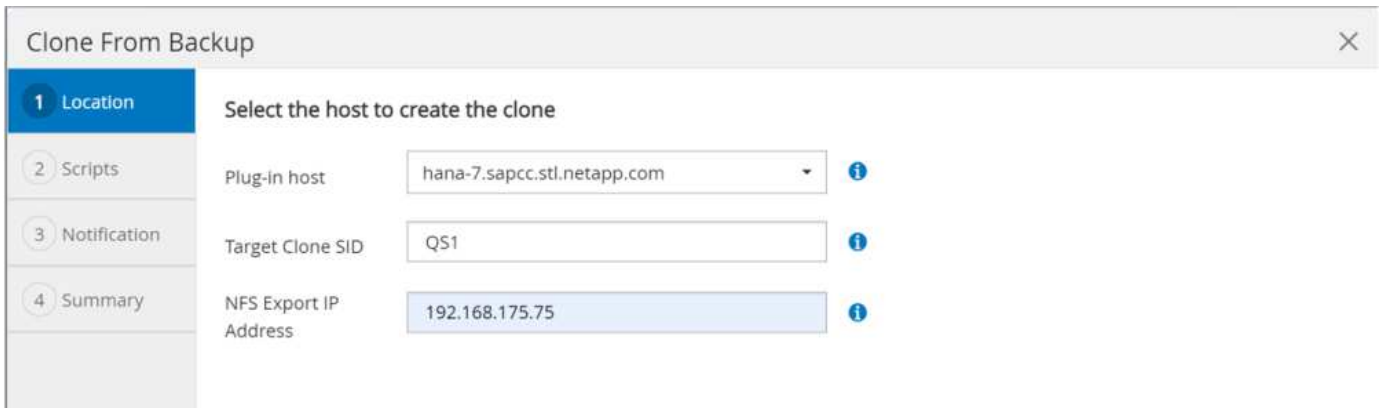 Clone From Backup
1 Location
Select the host to create the clone
2 Scripts
Plug-in host
hana-7.sapcc.stl.netapp.com
3 Notification
Target Clone SID
QS1
4 Summary
NFS Export IP
Address
192.168.175.75